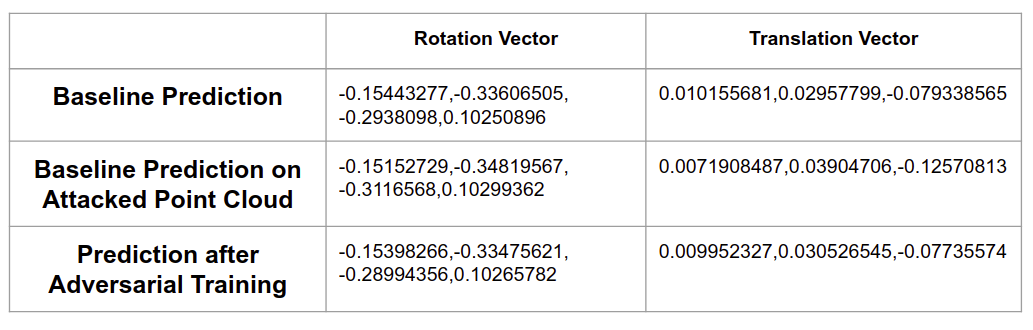 Rotation Vector
Translation Vector
Baseline Prediction
-0.15443277,-0.33606505,
-0.2938098,0.10250896
0.010155681,0.02957799,-0.079338565
Baseline Prediction on
Attacked Point Cloud
-0.15152729,-0.34819567,
-0.3116568,0.10299362
0.0071908487,0.03904706,-0.12570813
Prediction after
Adversarial Training
-0.15398266,-0.33475621,
-0.28994356,0.10265782
0.009952327,0.030526545,-0.07735574